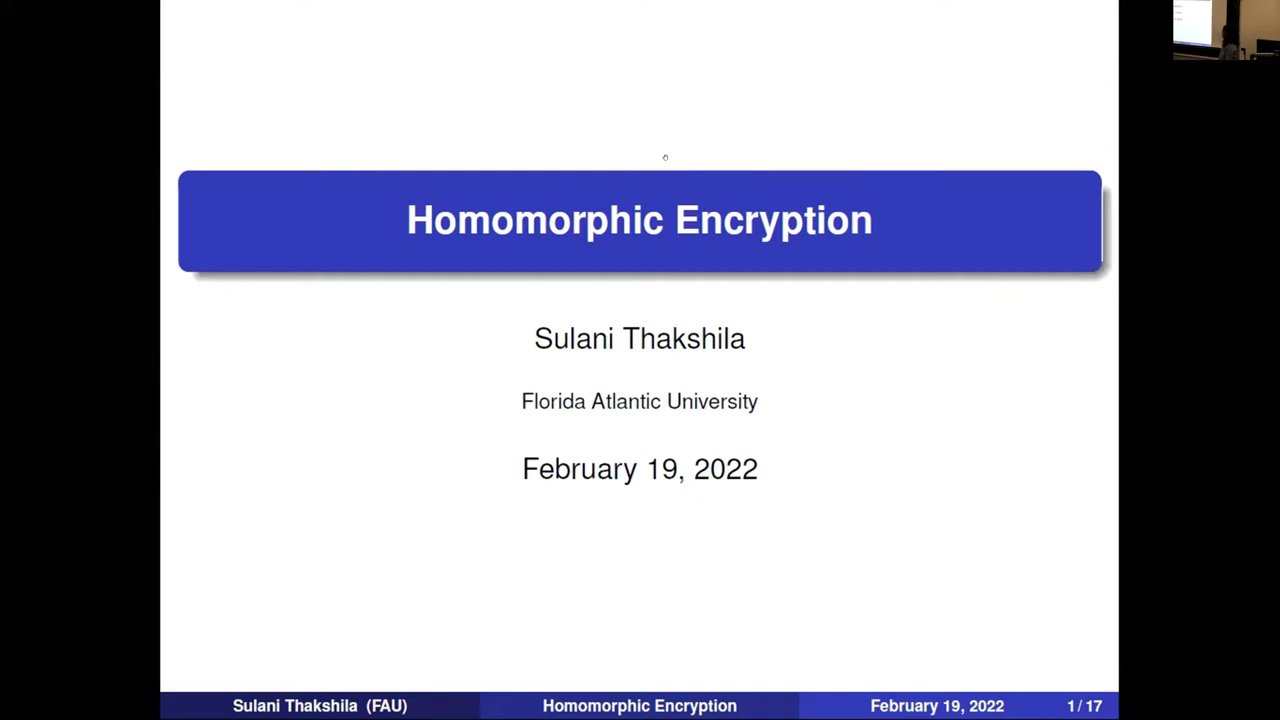 Homomorphic Encryption
Sulani Thakshila
Florida Atlantic University
February 19, 2022
Sulani Thakshila (FAU) Homomorphic Encryption February 19, 2022 1 / 17